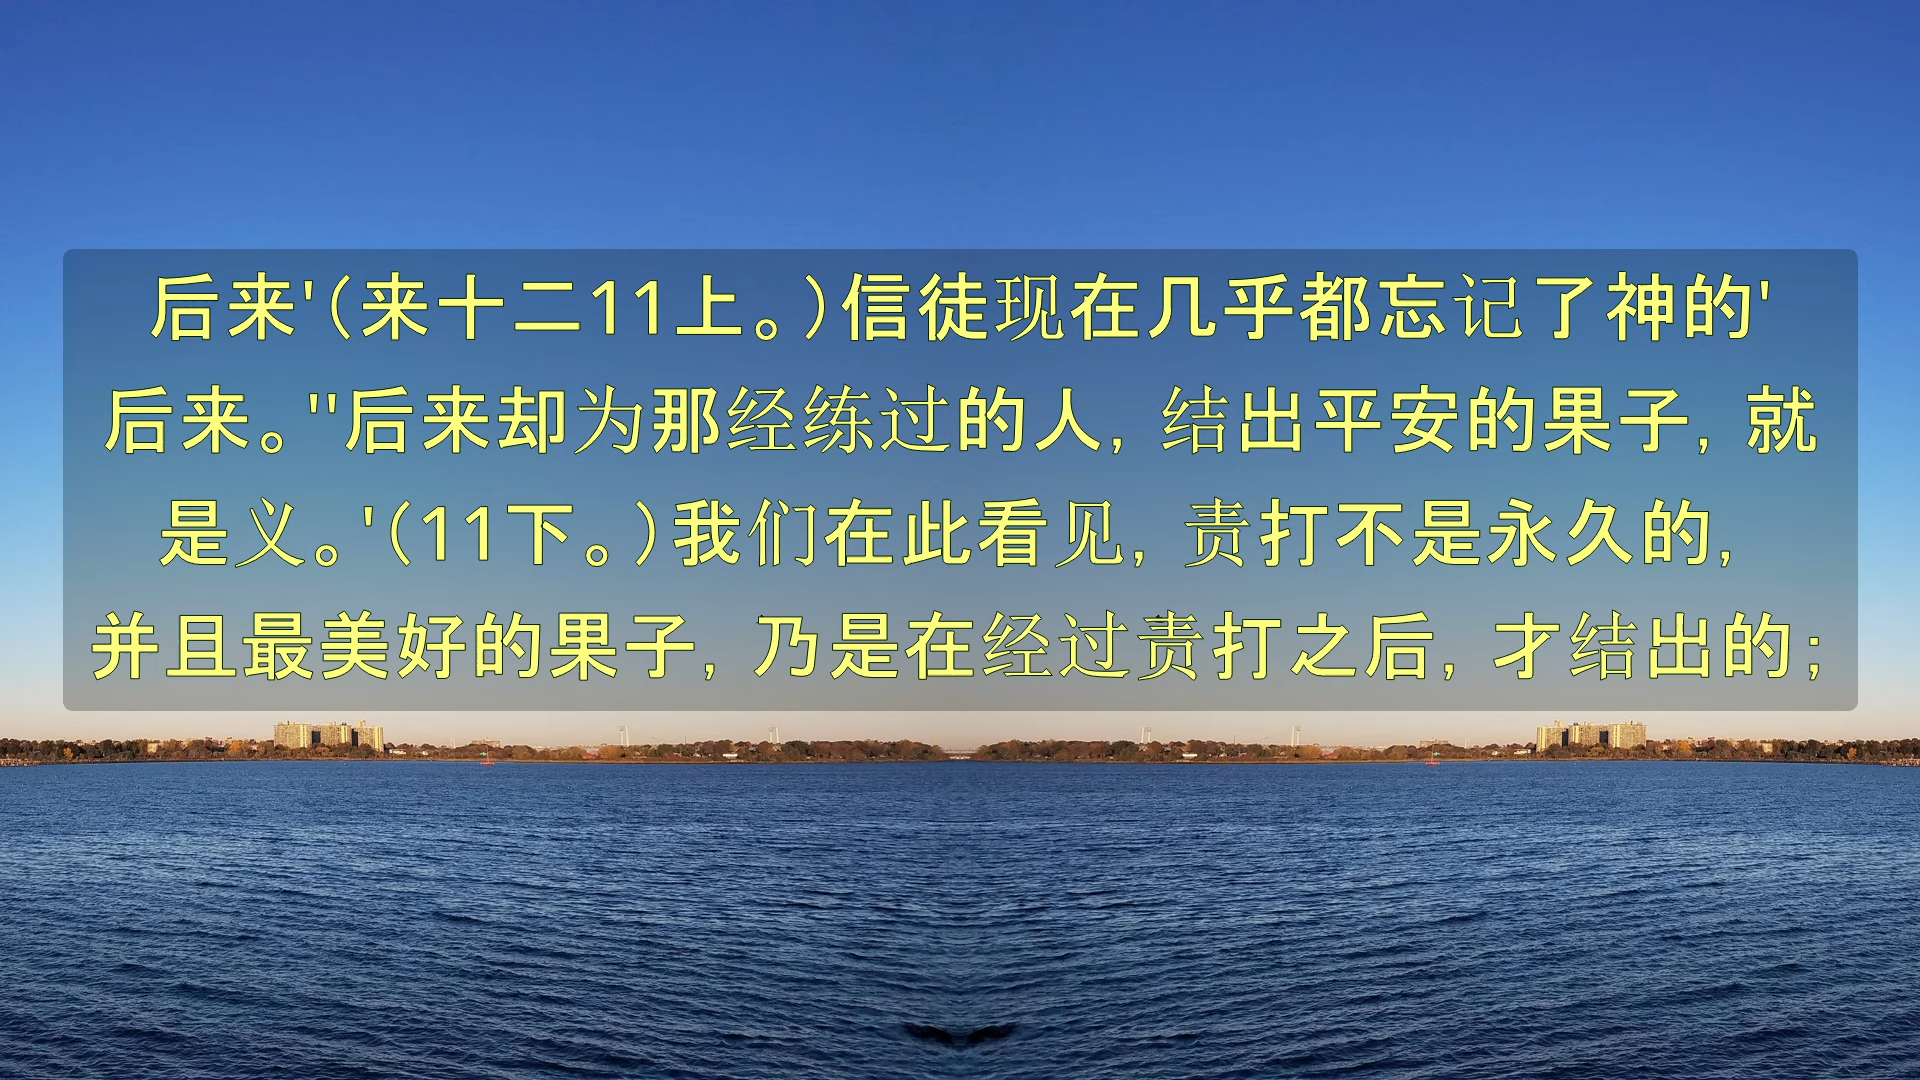 后来'(来十二11上。)信徒现在几乎都忘记了神的'
后来。''后来却为那经练过的人, 结出平安的果子, 就
是义。'(11下。)我们在此看见, 责打不是永久的,
并且最美好的果子, 乃是在经过责打之后, 才结出的;